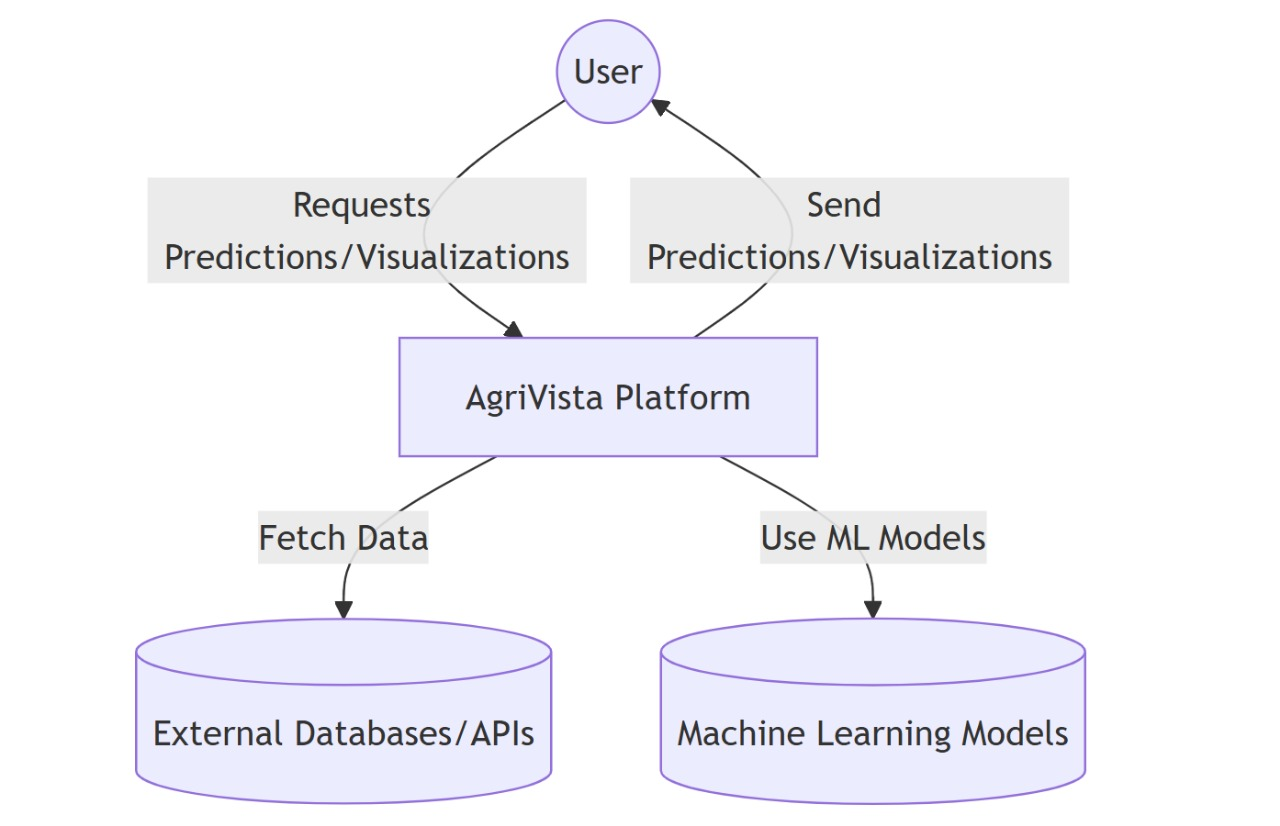 User
Requests
Predictions/Visualizations
Send
Predictions/Visualizations
AgriVista Platform
Fetch Data
Use ML Models
External Databases/APIs
Machine Learning Models